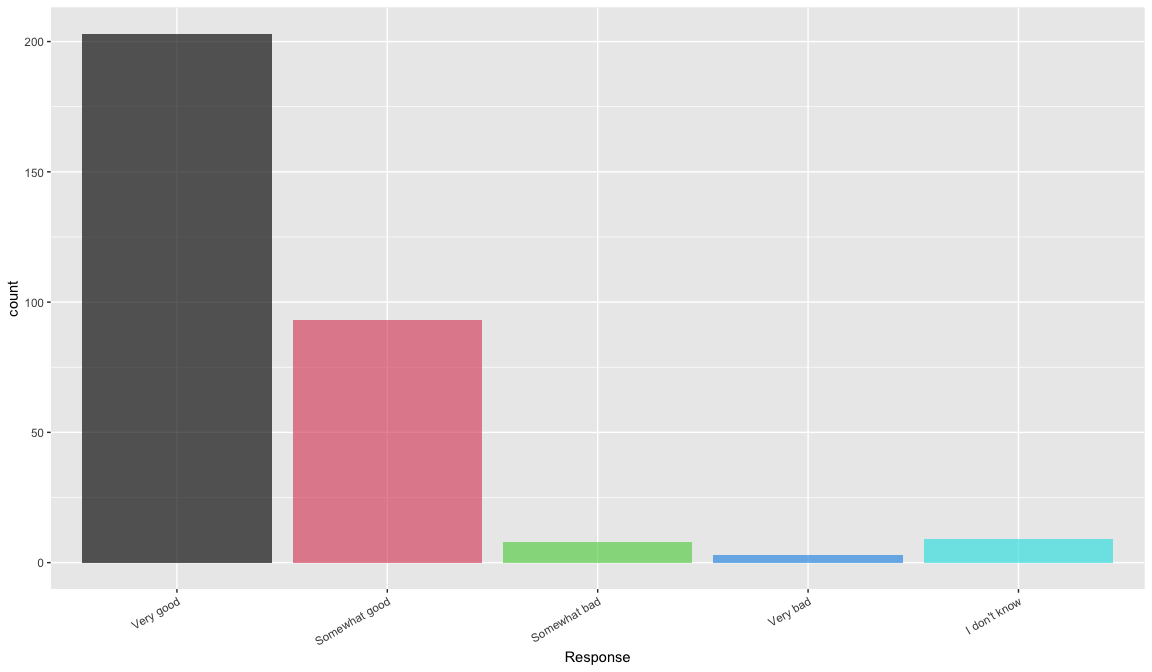 200
150
100
50
0
count
Very good
Somewhat good
Somewhat bad
Very bad
I don't know
Response